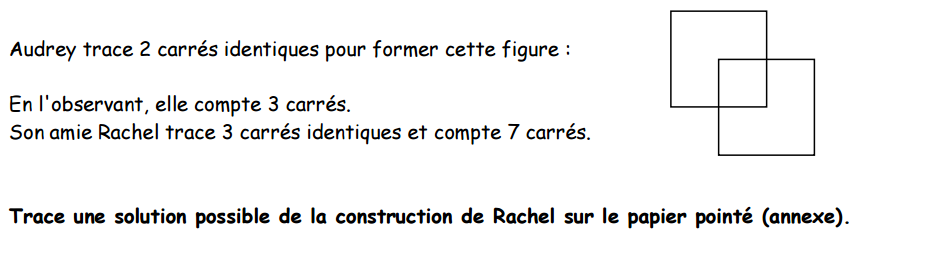 Audrey trace 2 carrés identiques pour former cette figure :
En l'observant, elle compte 3 carrés.
Son amie Rachel trace 3 carrés identiques et compte 7 carrés.
Trace une solution possible de la construction de Rachel sur le papier pointé (annexe).